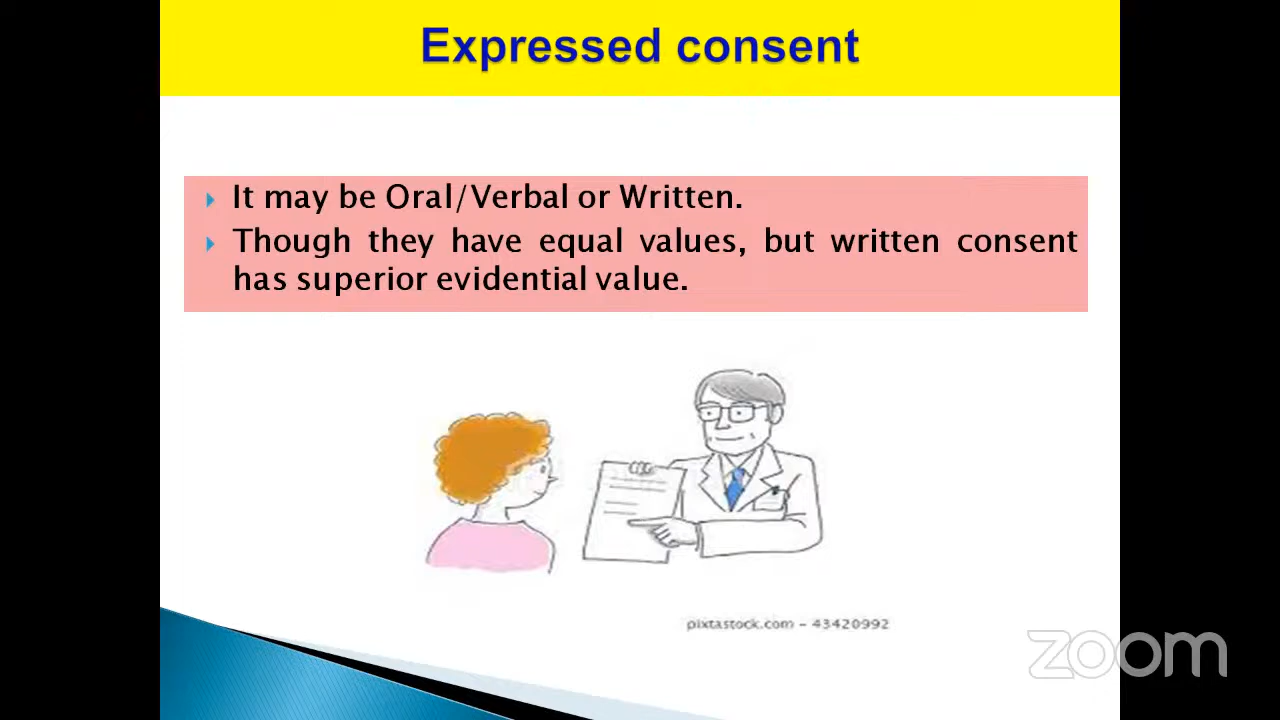 Expressed consent
It may be Oral/Verbal or Written.
Though they have equal values, but written consent
has superior evidential value.
pixtastock.com - 43420992
zoom